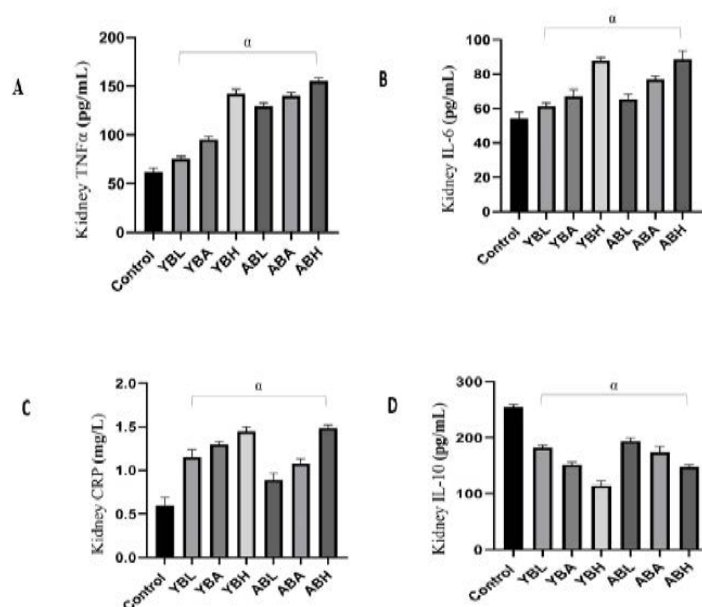 A
Kidney TNFα (pg/mL)
α
200
150
100
50
0
Control
YBL
YBA
YBH
ABL
ABA
ABH
B
Kidney IL-6 (pg/mL)
α
100
80
60
40
20
0
Control
YBL
YBA
YBH
ABL
ABA
ABH
C
Kidney CRP (mg/L)
α
2.0
1.5
1.0
0.5
0.0
Control
YBL
YBA
YBH
ABL
ABA
ABH
D
Kidney IL-10 (pg/mL)
α
300
200
100
0
Control
YBL
YBA
YBH
ABL
ABA
ABH